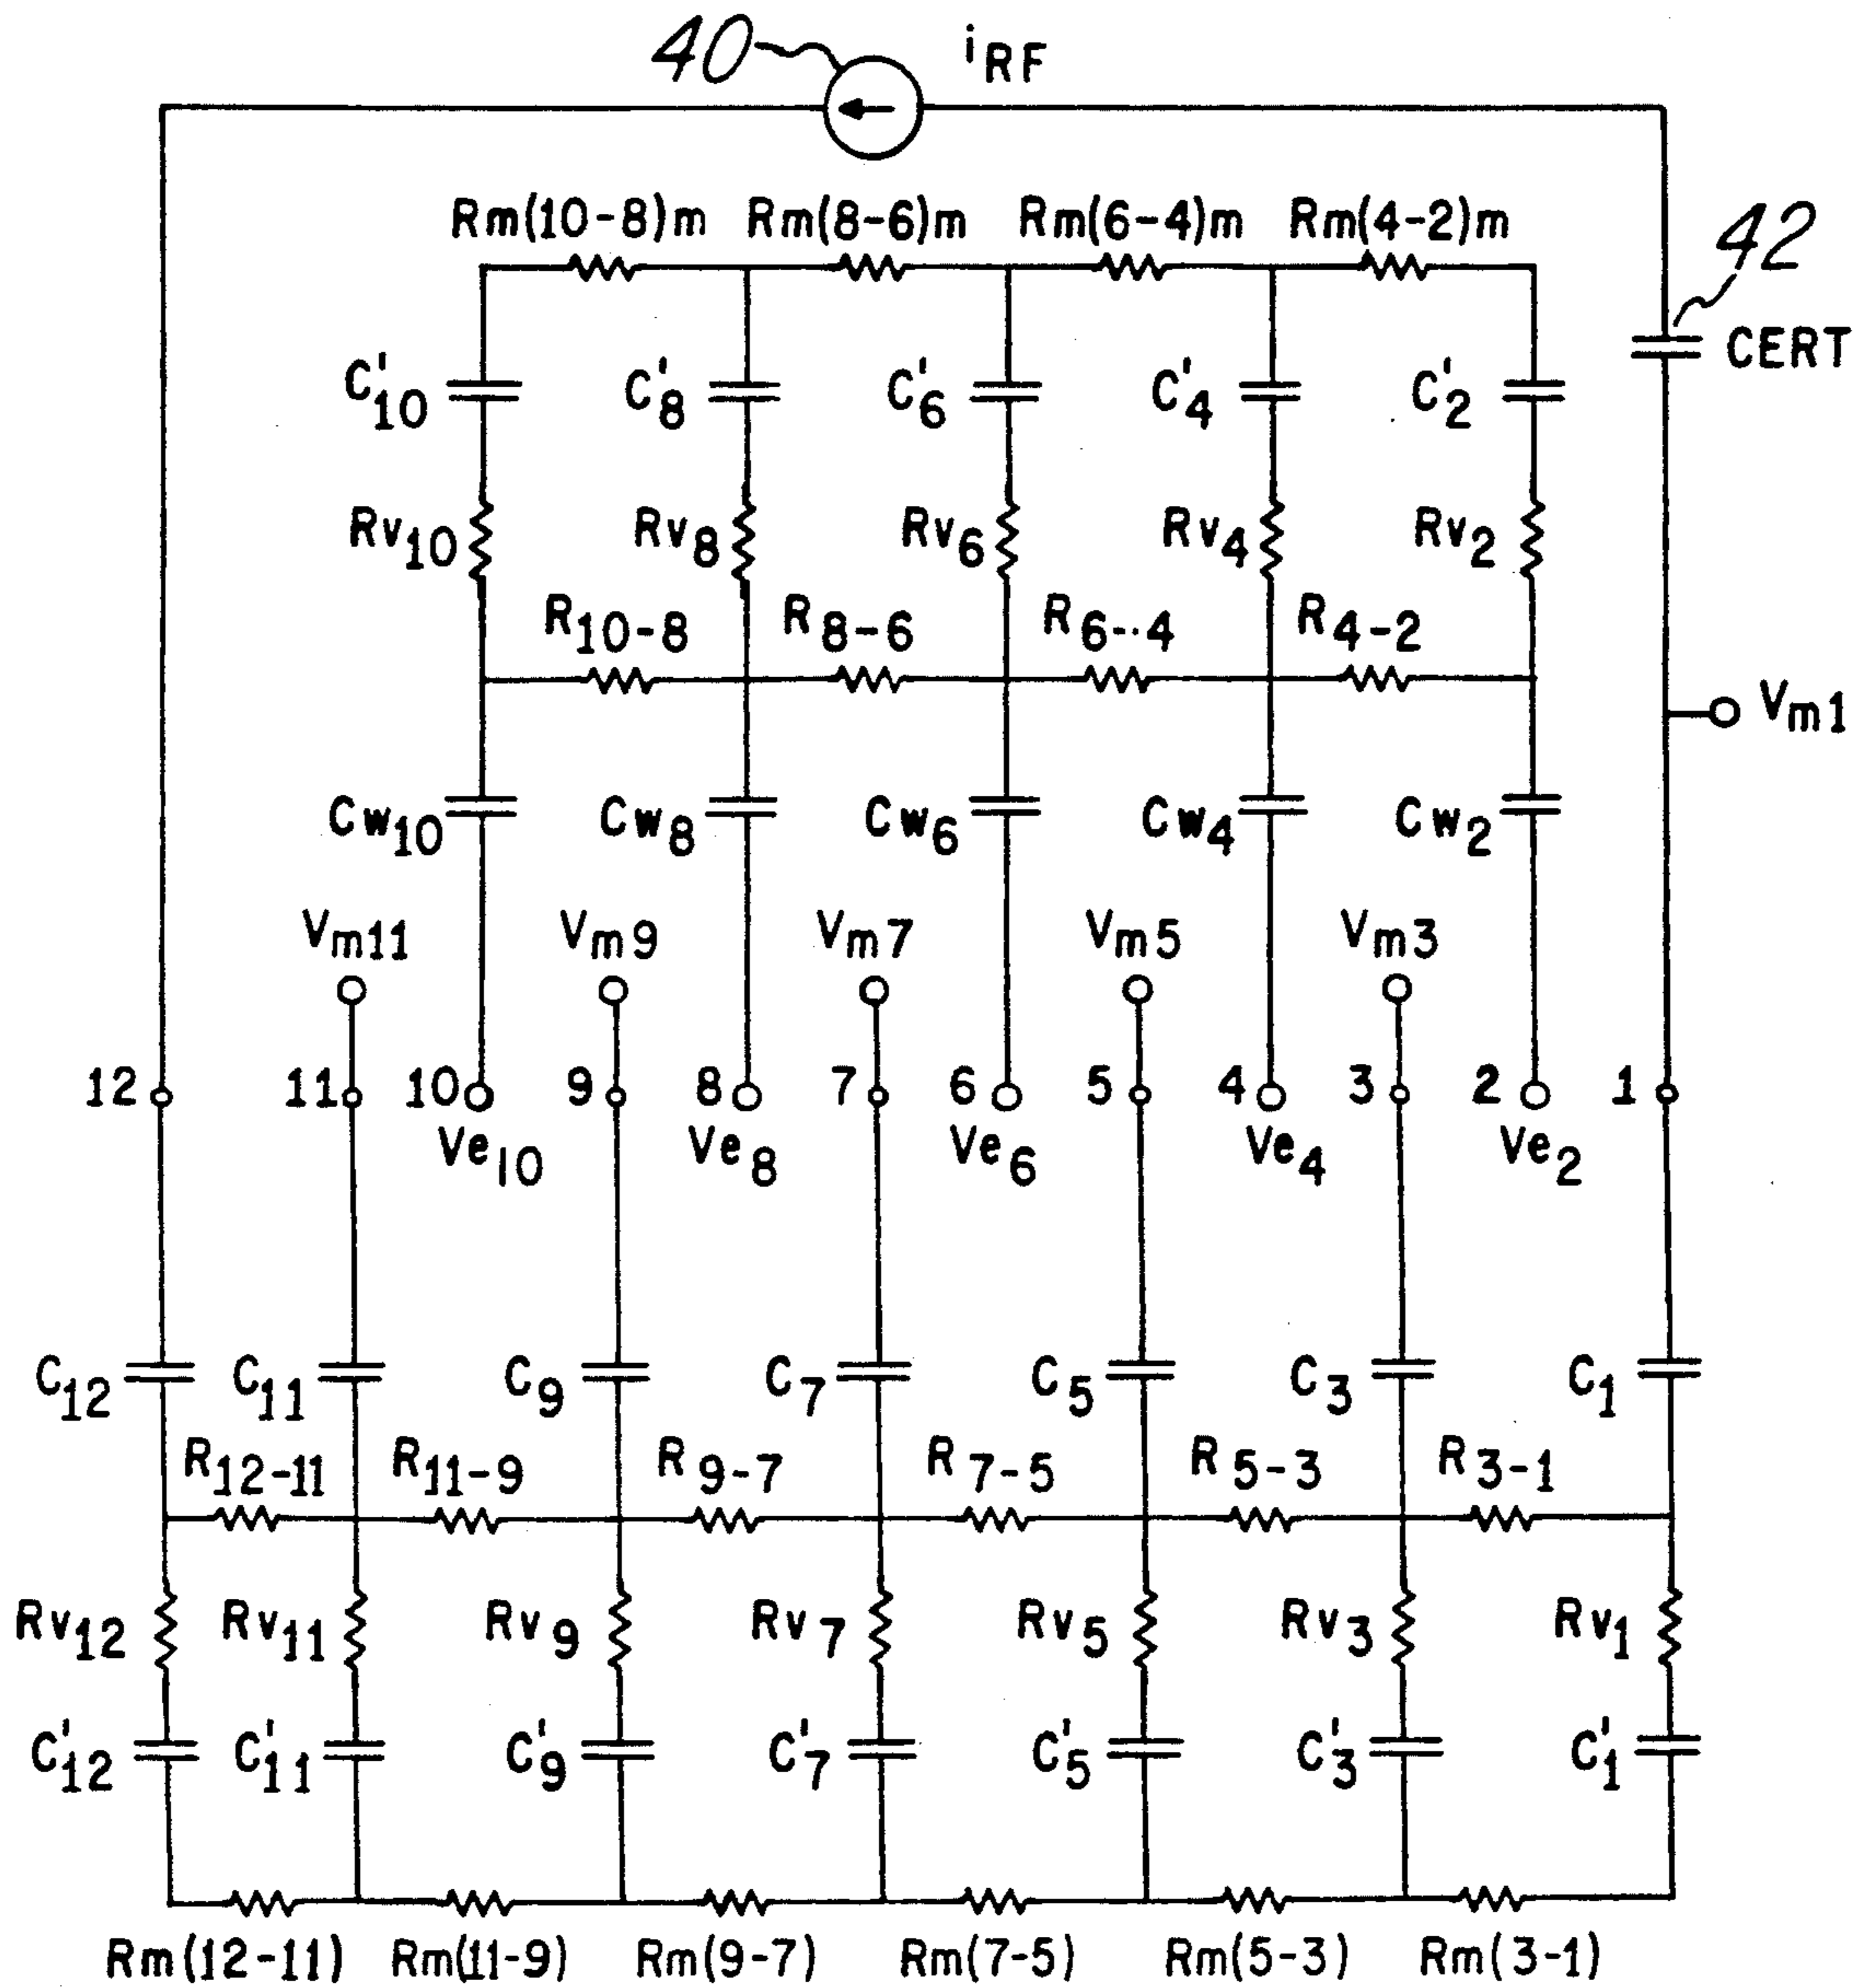 40 iRF
Rm(10-8)m Rm(8-6)m Rm(6-4)m Rm(4-2)m 42
C'10 C'8 C'6 C'4 C'2 CERT
Rv10 Rv8 Rv6 Rv4 Rv2
R10-8 R8-6 R6-4 R4-2
Vm1
Cw10 Cw8 Cw6 Cw4 Cw2
Vm11 Vm9 Vm7 Vm5 Vm3
12 11 10 9 8 7 6 5 4 3 2 1
Ve10 Ve8 Ve6 Ve4 Ve2
C12 C11 C9 C7 C5 C3 C1
R12-11 R11-9 R9-7 R7-5 R5-3 R3-1
Rv12 Rv11 Rv9 Rv7 Rv5 Rv3 Rv1
C'12 C'11 C'9 C'7 C'5 C'3 C'1
Rm(12-11) Rm(11-9) Rm(9-7) Rm(7-5) Rm(5-3) Rm(3-1)